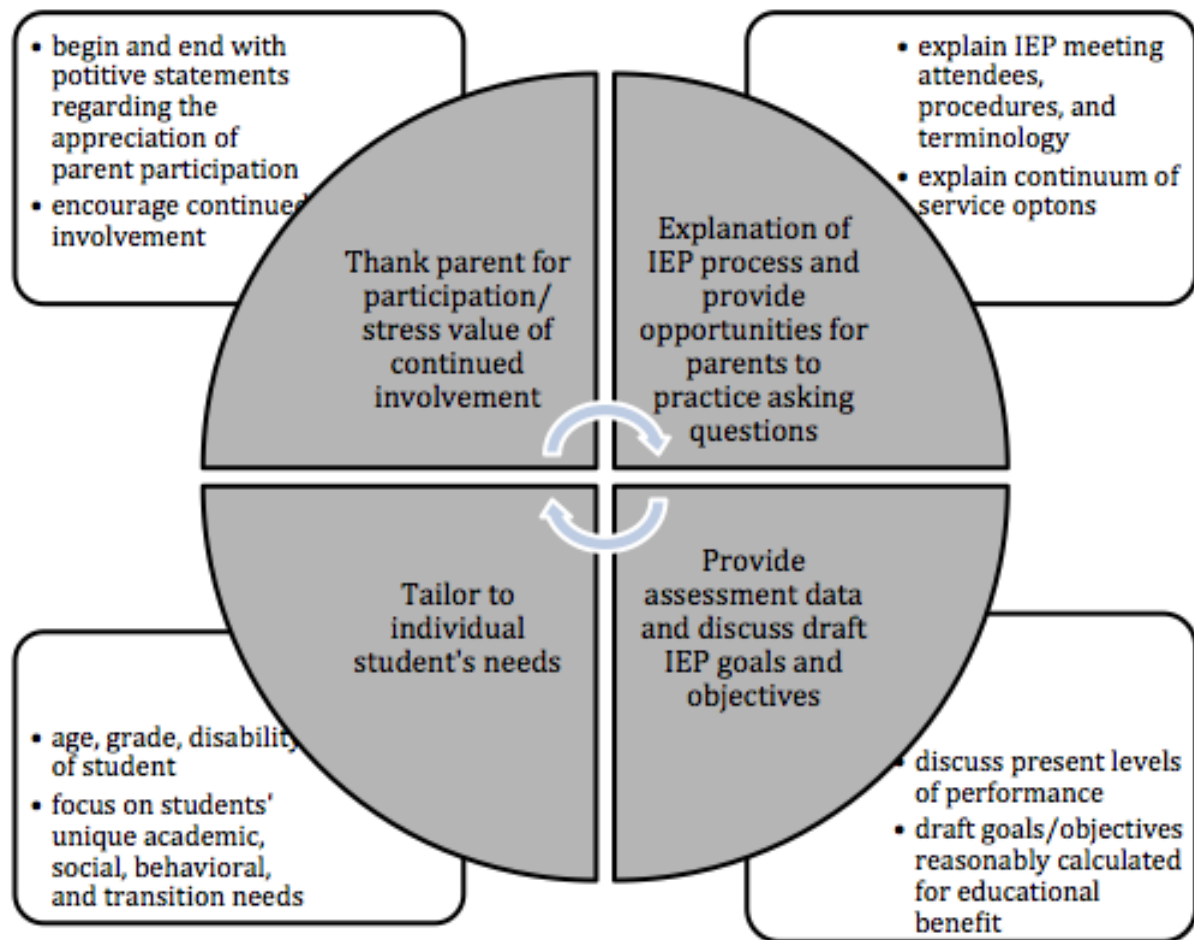 • begin and end with
potitive statements
regarding the
appreciation of
parent participation
• encourage continued
involvement
• explain IEP meeting
attendees,
procedures, and
terminology
• explain continuum of
service optons
Thank parent for
participation/
stress value of
continued
involvement
Explanation of
IEP process and
provide
opportunities for
parents to
practice asking
questions
Tailor to
individual
student's needs
Provide
assessment data
and discuss draft
IEP goals and
objectives
• age, grade, disability
of student
• focus on students'
unique academic,
social, behavioral,
and transition needs
• discuss present levels
of performance
• draft goals/objectives
reasonably calculated
for educational
benefit